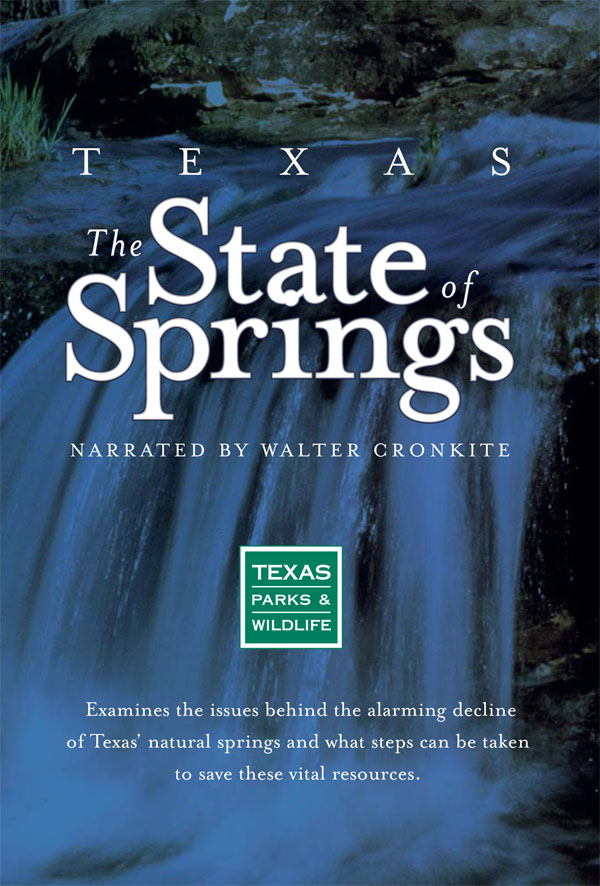 TEXAS
The State of
Springs
NARRATED BY WALTER CRONKITE
TEXAS
PARKS &
WILDLIFE
Examines the issues behind the alarming decline
of Texas’ natural springs and what steps can be taken
to save these vital resources.